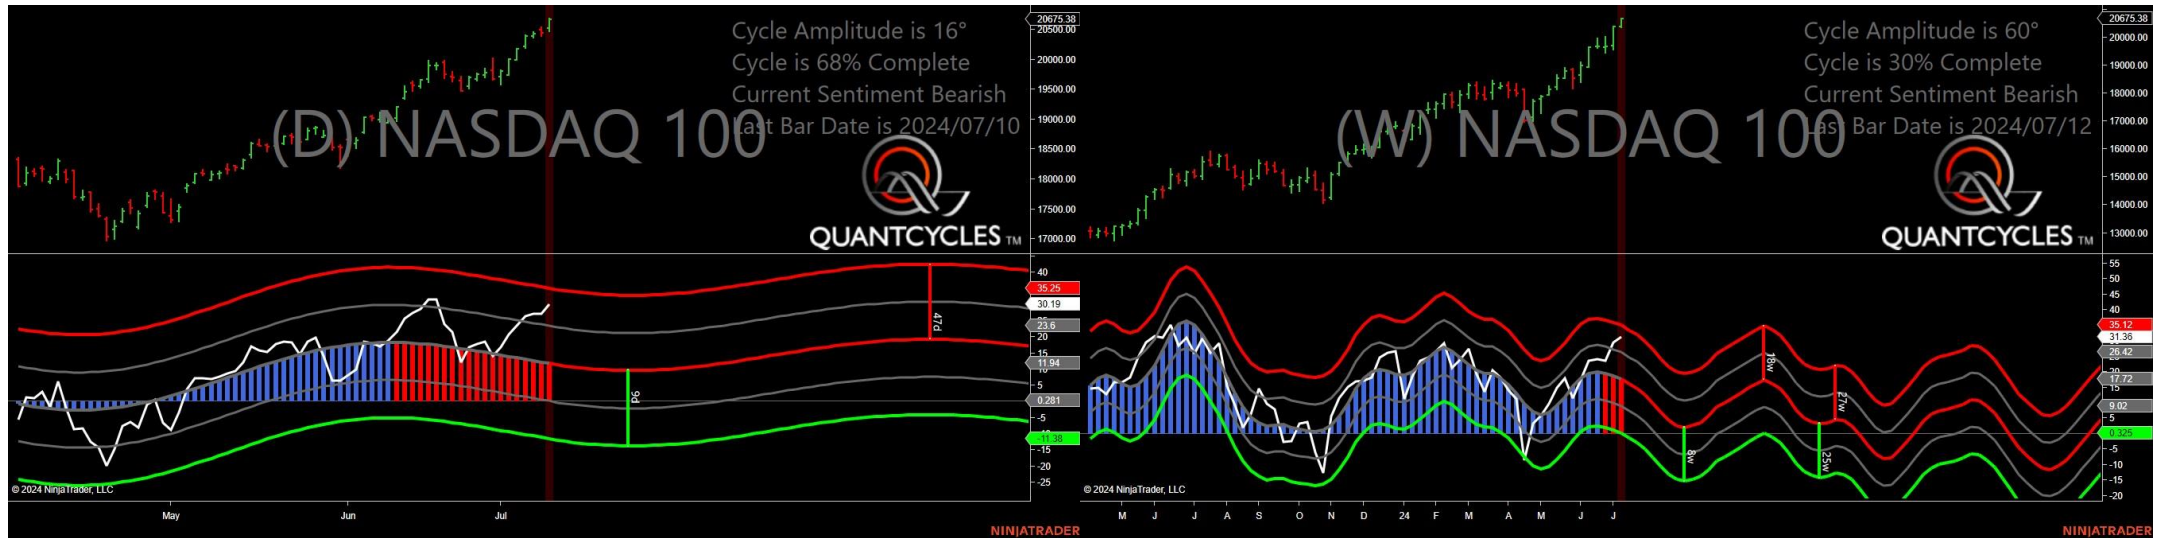 Cycle Amplitude is 16°
Cycle is 68% Complete
Current Sentiment Bearish
Last Bar Date is 2024/07/10
(D) NASDAQ 100
QUANTCYCLES TM
20675.38
20500.00
20000.00
19500.00
19000.00
18500.00
18000.00
17500.00
17000.00
40
35.25
30.19
23.6
20
15
11.94
5
0.281
-5
-11.38
-15
-20
-25
47d
9d
© 2024 NinjaTrader, LLC
May Jun Jul
NINJATRADER
Cycle Amplitude is 60°
Cycle is 30% Complete
Current Sentiment Bearish
Last Bar Date is 2024/07/12
(W) NASDAQ 100
QUANTCYCLES TM
20675.38
20000.00
19000.00
18000.00
17000.00
16000.00
15000.00
14000.00
13000.00
55
50
45
40
35.12
31.36
26.42
20
17.72
15
9.02
5
0.325
-5
-10
-15
-20
18w
27w
8w
25w
© 2024 NinjaTrader, LLC
M J J A S O N D 24 F M A M J J
NINJATRADER